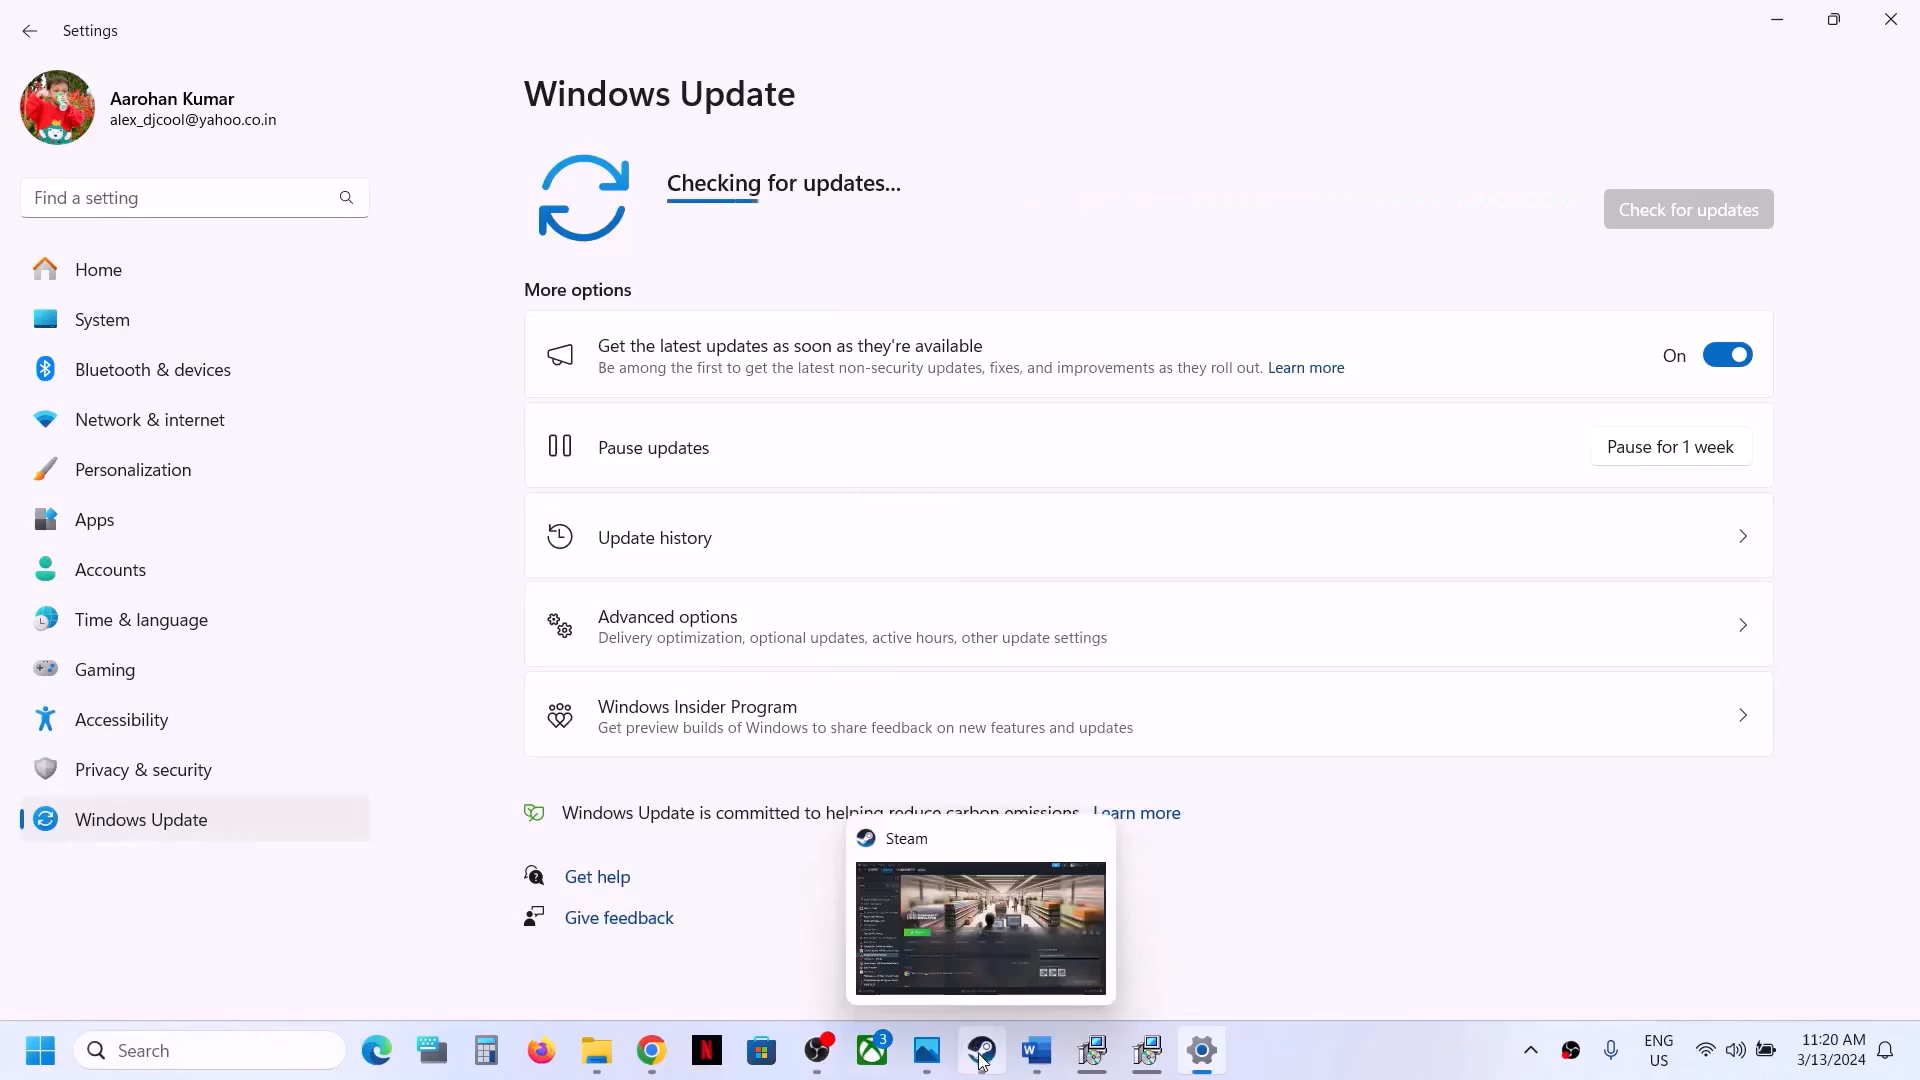 Settings
Aarohan Kumar
alex_djcool@yahoo.co.in
Find a setting
Home
System
Bluetooth & devices
Network & internet
Personalization
Apps
Accounts
Time & language
Gaming
Accessibility
Privacy & security
Windows Update
Windows Update
Checking for updates...
Check for updates
More options
Get the latest updates as soon as they're available
Be among the first to get the latest non-security updates, fixes, and improvements as they roll out. Learn more
On
Pause updates
Pause for 1 week
Update history
Advanced options
Delivery optimization, optional updates, active hours, other update settings
Windows Insider Program
Get preview builds of Windows to share feedback on new features and updates
Windows Update is committed to helping reduce carbon emissions. Learn more
Get help
Give feedback
Steam
Search
3
ENG
US
11:20 AM
3/13/2024